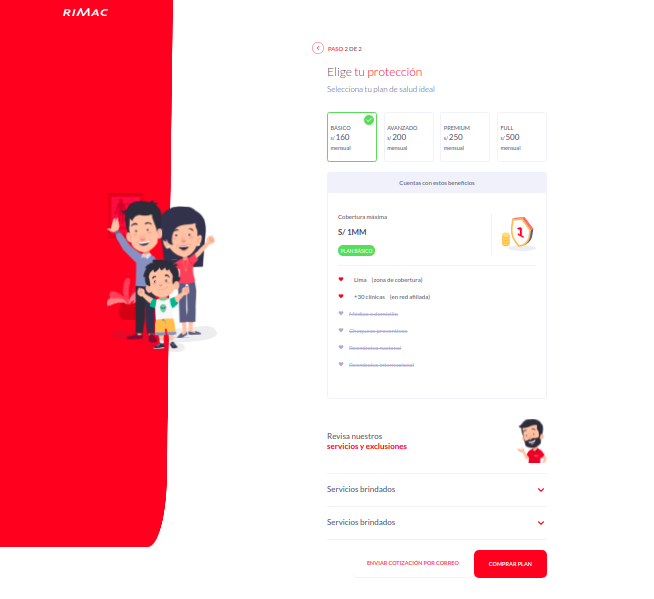 RIMAC
PASO 2 DE 2
Elige tu protección
Selecciona tu plan de salud ideal
BÁSICO
s/ 160
mensual
AVANZADO
s/ 200
mensual
PREMIUM
s/ 250
mensual
FULL
s/ 500
mensual
Cuentas con estos beneficios
Cobertura máxima
S/ 1MM
PLAN BÁSICO
Lima (zona de cobertura)
+30 clínicas (en red afiliada)
Médico a domicilio
Chequeos preventivos
Reembolso nacional
Reembolso internacional
Revisa nuestros
servicios y exclusiones
Servicios brindados
Servicios brindados
ENVIAR COTIZACIÓN POR CORREO
COMPRAR PLAN